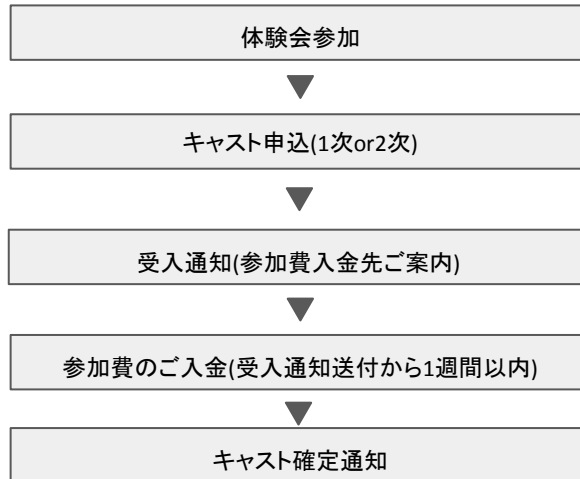 体験会参加
キャスト申込(1次or2次)
受入通知(参加費入金先ご案内)
参加費のご入金(受入通知送付から1週間以内)
キャスト確定通知